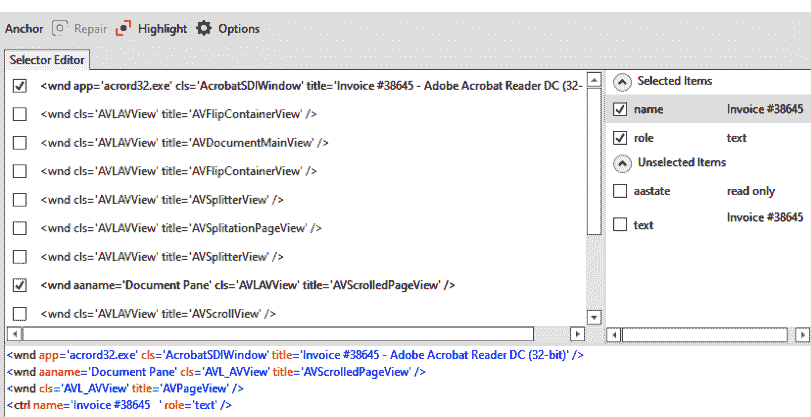 Anchor Repair Highlight Options
Selector Editor
<wnd app='acrord32.exe' cls='AcrobatSDIWindow' title='Invoice #38645 - Adobe Acrobat Reader DC (32-
<wnd cls='AVLAVView' title='AVFlipContainerView' />
<wnd cls='AVLAVView' title='AVDocumentMainView' />
<wnd cls='AVLAVView' title='AVFlipContainerView' />
<wnd cls='AVLAVView' title='AVSplitterView' />
<wnd cls='AVLAVView' title='AVSplitationPageView' />
<wnd cls='AVLAVView' title='AVSplitterView' />
<wnd aaname='Document Pane' cls='AVLAVView' title='AVScrolledPageView' />
<wnd cls='AVLAVView' title='AVScrollView' />
Selected Items
name Invoice #38645
role text
Unselected Items
aastate read only
text Invoice #38645
<wnd app='acrord32.exe' cls='AcrobatSDIWindow' title='Invoice #38645 - Adobe Acrobat Reader DC (32-bit)' />
<wnd aaname='Document Pane' cls='AVL_AVView' title='AVScrolledPageView' />
<wnd cls='AVL_AVView' title='AVPageView' />
<ctrl name='Invoice #38645   ' role='text' />